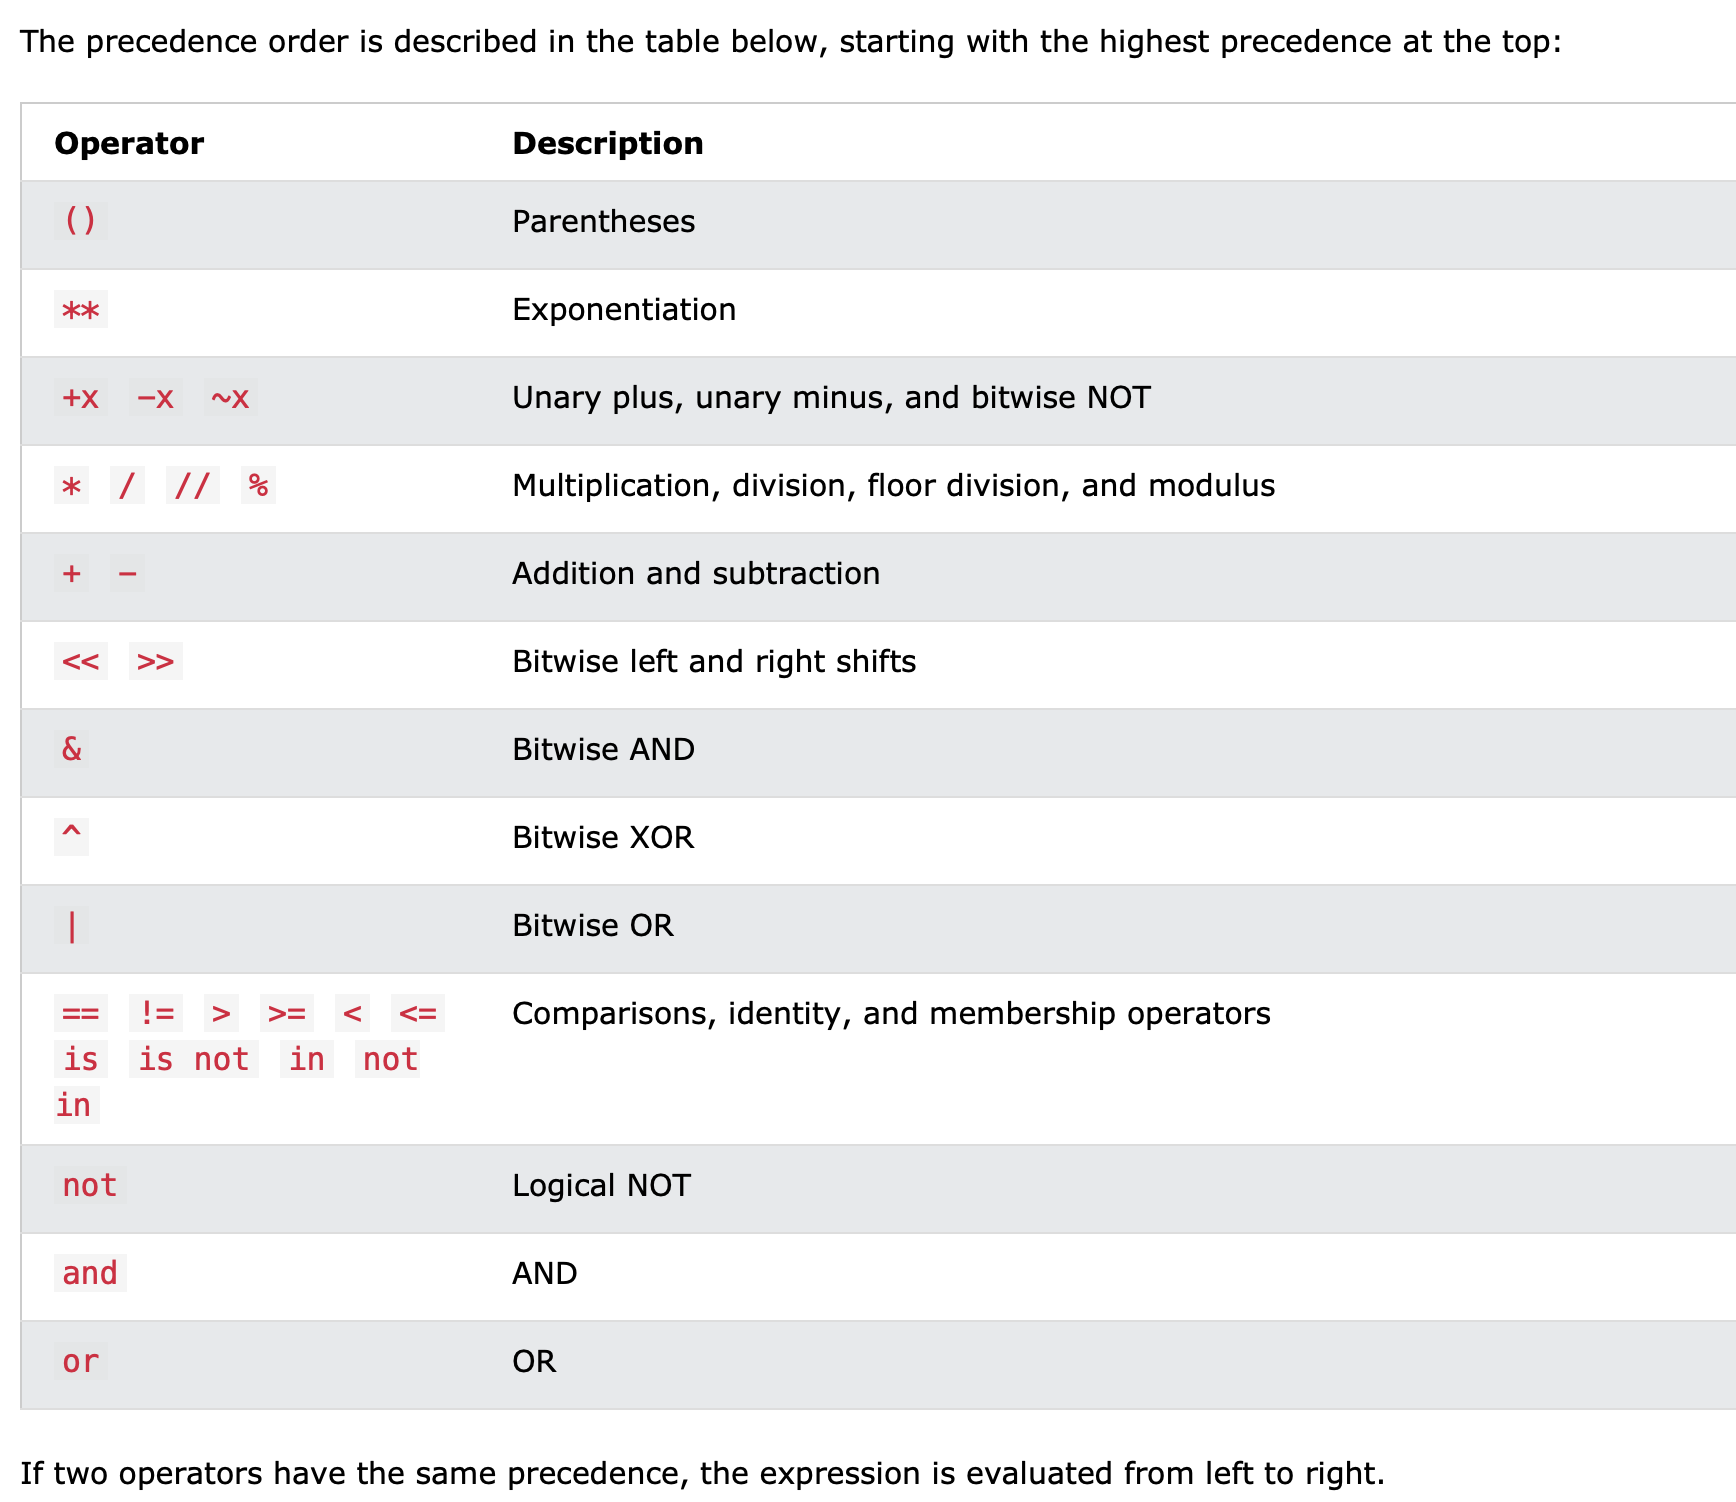 The precedence order is described in the table below, starting with the highest precedence at the top:
Operator Description
() Parentheses
** Exponentiation
+x -x ~x Unary plus, unary minus, and bitwise NOT
* / // % Multiplication, division, floor division, and modulus
+ - Addition and subtraction
<< >> Bitwise left and right shifts
& Bitwise AND
^ Bitwise XOR
| Bitwise OR
== != > >= < <= Comparisons, identity, and membership operators
is is not in not
in
not Logical NOT
and AND
or OR
If two operators have the same precedence, the expression is evaluated from left to right.